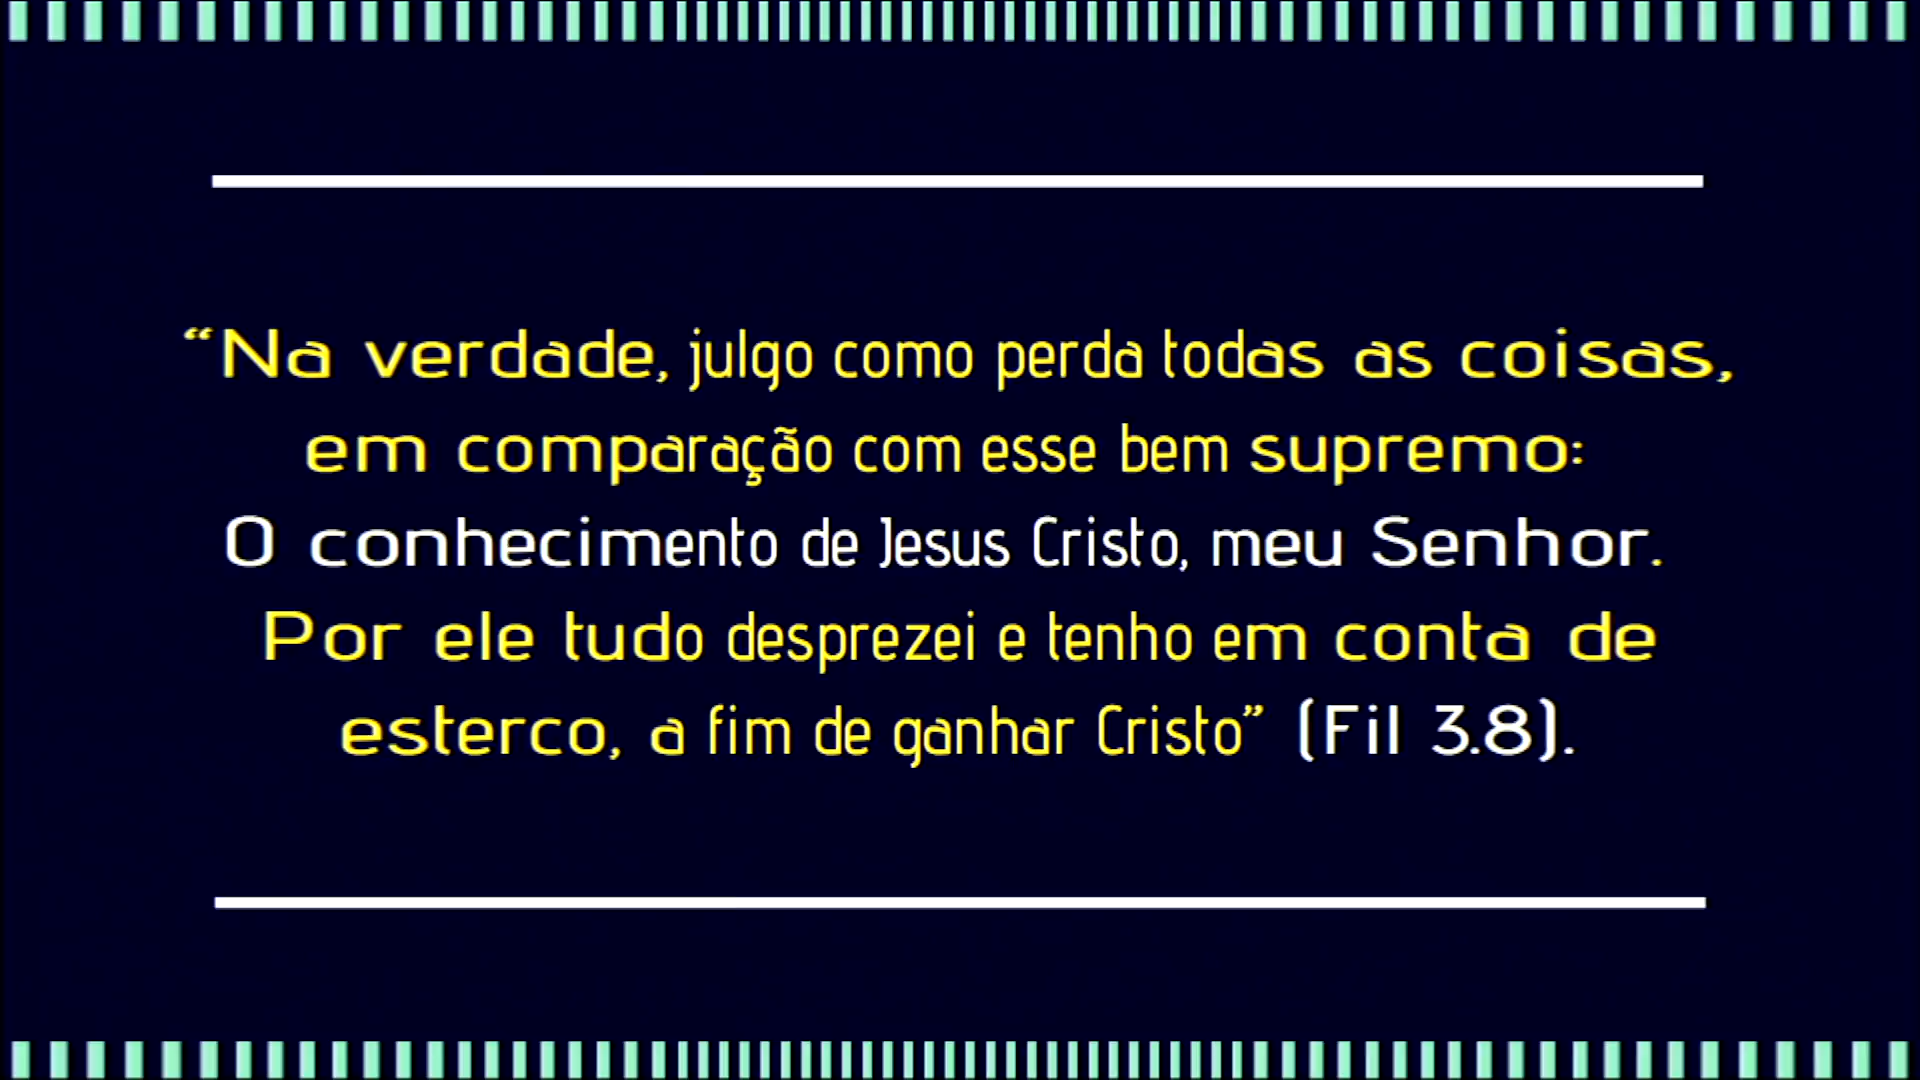 “Na verdade, julgo como perda todas as coisas,
em comparação com esse bem supremo:
O conhecimento de Jesus Cristo, meu Senhor.
Por ele tudo desprezei e tenho em conta de
esterco, a fim de ganhar Cristo” (Fil 3.8).